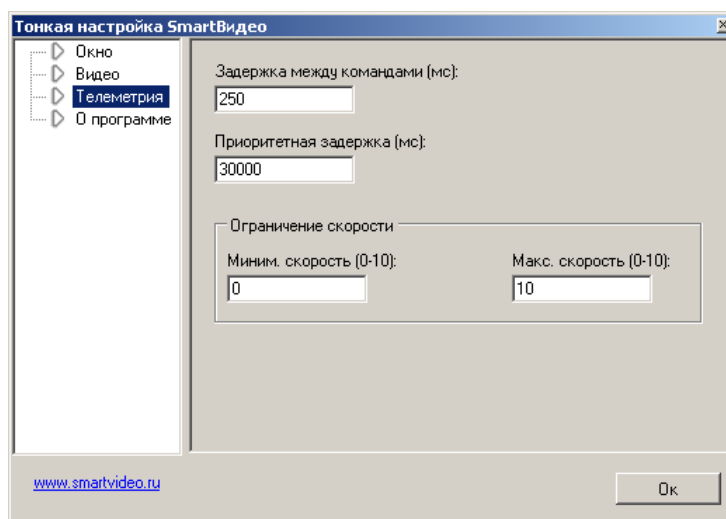 Тонкая настройка SmartВидео
Окно
Видео
Телеметрия
О программе
Задержка между командами (мс):
250
Приоритетная задержка (мс):
30000
Ограничение скорости
Миним. скорость (0-10):
Макс. скорость (0-10):
0
10
www.smartvideo.ru
Ок